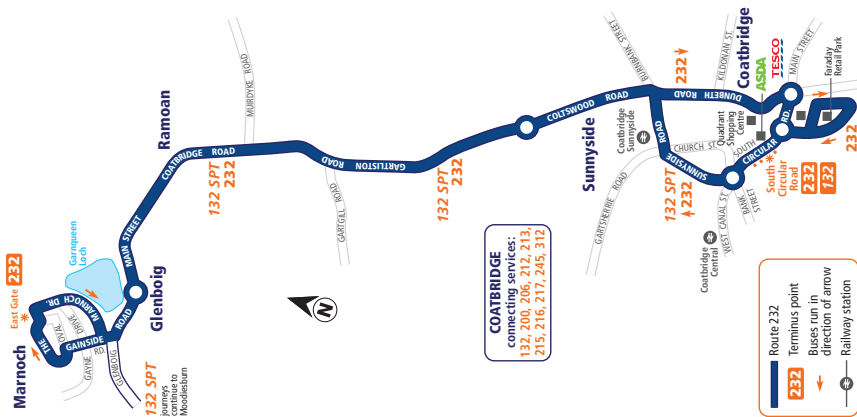 Marnoch
East Gate 232
Garnqueen
Loch
THE
OVAL
MARNOCH DR.
DRIVE
GAINSIDE
ROAD
GAYNE RD.
GLENBOIG
Glenboig
132 SPT
journeys
continue to
Moodiesburn
MAIN STREET
Ramoan
COATBRIDGE ROAD
MUIRDYKE ROAD
132 SPT
232
GARTLISTON ROAD
GARTGILL ROAD
132 SPT
232
N
COATBRIDGE
connecting services:
132, 200, 206, 212, 213,
215, 216, 217, 245, 312
COLTSWOOD ROAD
Sunnyside
BURNBANK STREET
Coatbridge
Sunnyside
232
DUNBETH ROAD
KILDONAN ST.
GARTSHERRIE ROAD
CHURCH ST.
SUNNYSIDE ROAD
132 SPT
232
WEST CANAL ST.
BANK STREET
Coatbridge
Central
Coatbridge
ASDA
TESCO
Quadrant
Shopping
Centre
MAIN STREET
SOUTH
CIRCULAR RD.
Faraday
Retail Park
232
South
Circular
Road
232 132
Route 232
232 Terminus point
Buses run in
direction of arrow
Railway station